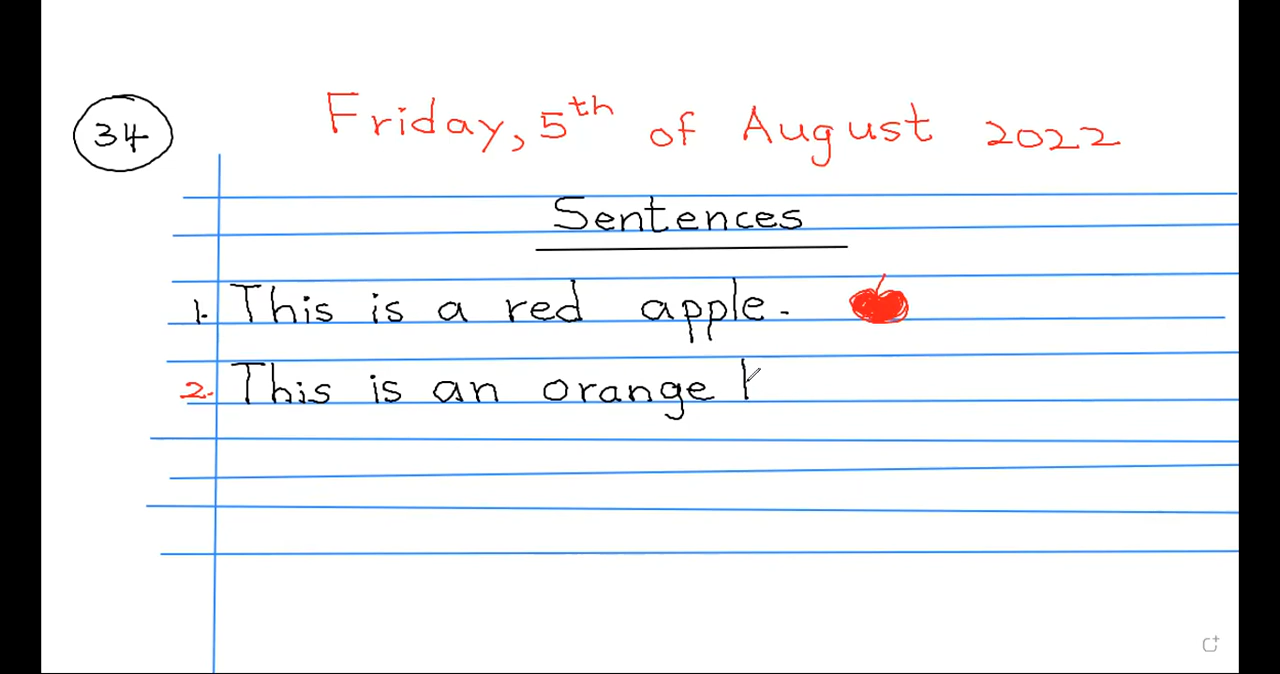 34
Friday, 5th of August 2022
Sentences
1. This is a red apple.
2. This is an orange